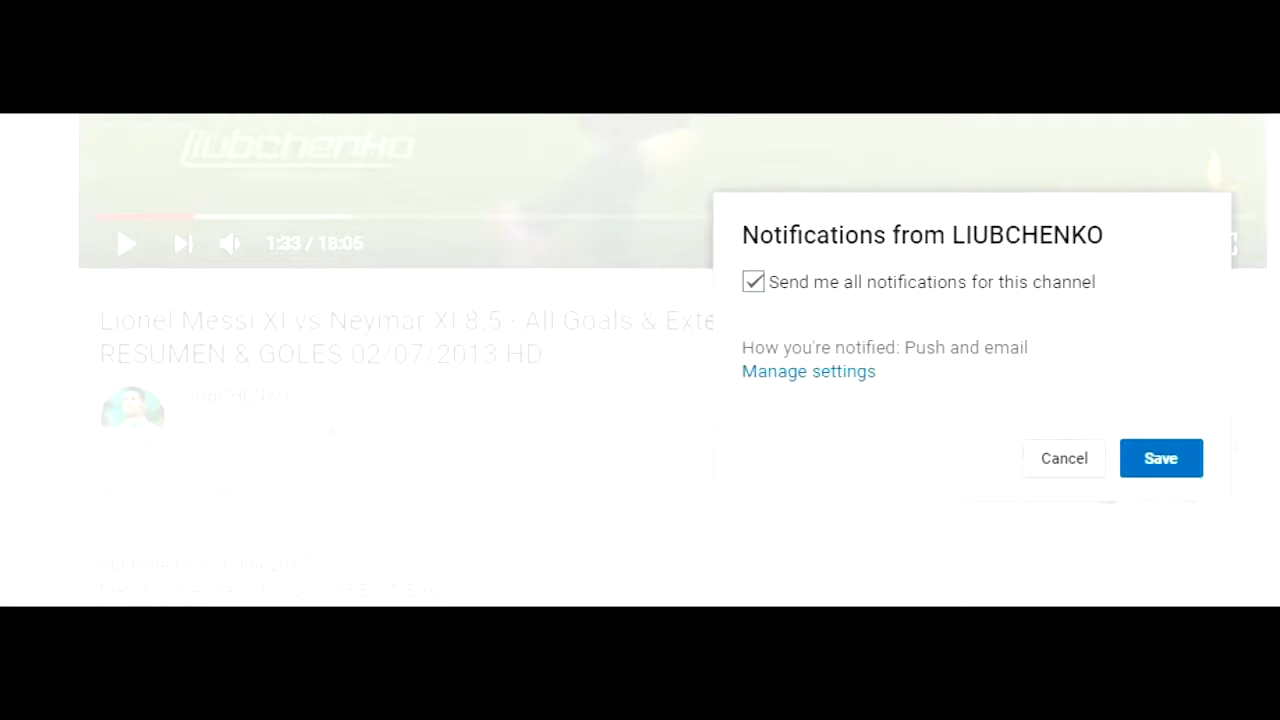 liubchenko
1:33 / 18:05
Notifications from LIUBCHENKO
Send me all notifications for this channel
How you're notified: Push and email
Manage settings
Cancel
Save
Lionel Messi XI vs Neymar XI 8.5 - All Goals & Exte
RESUMEN & GOLES 02/07/2013 HD
LIUBCHENKO